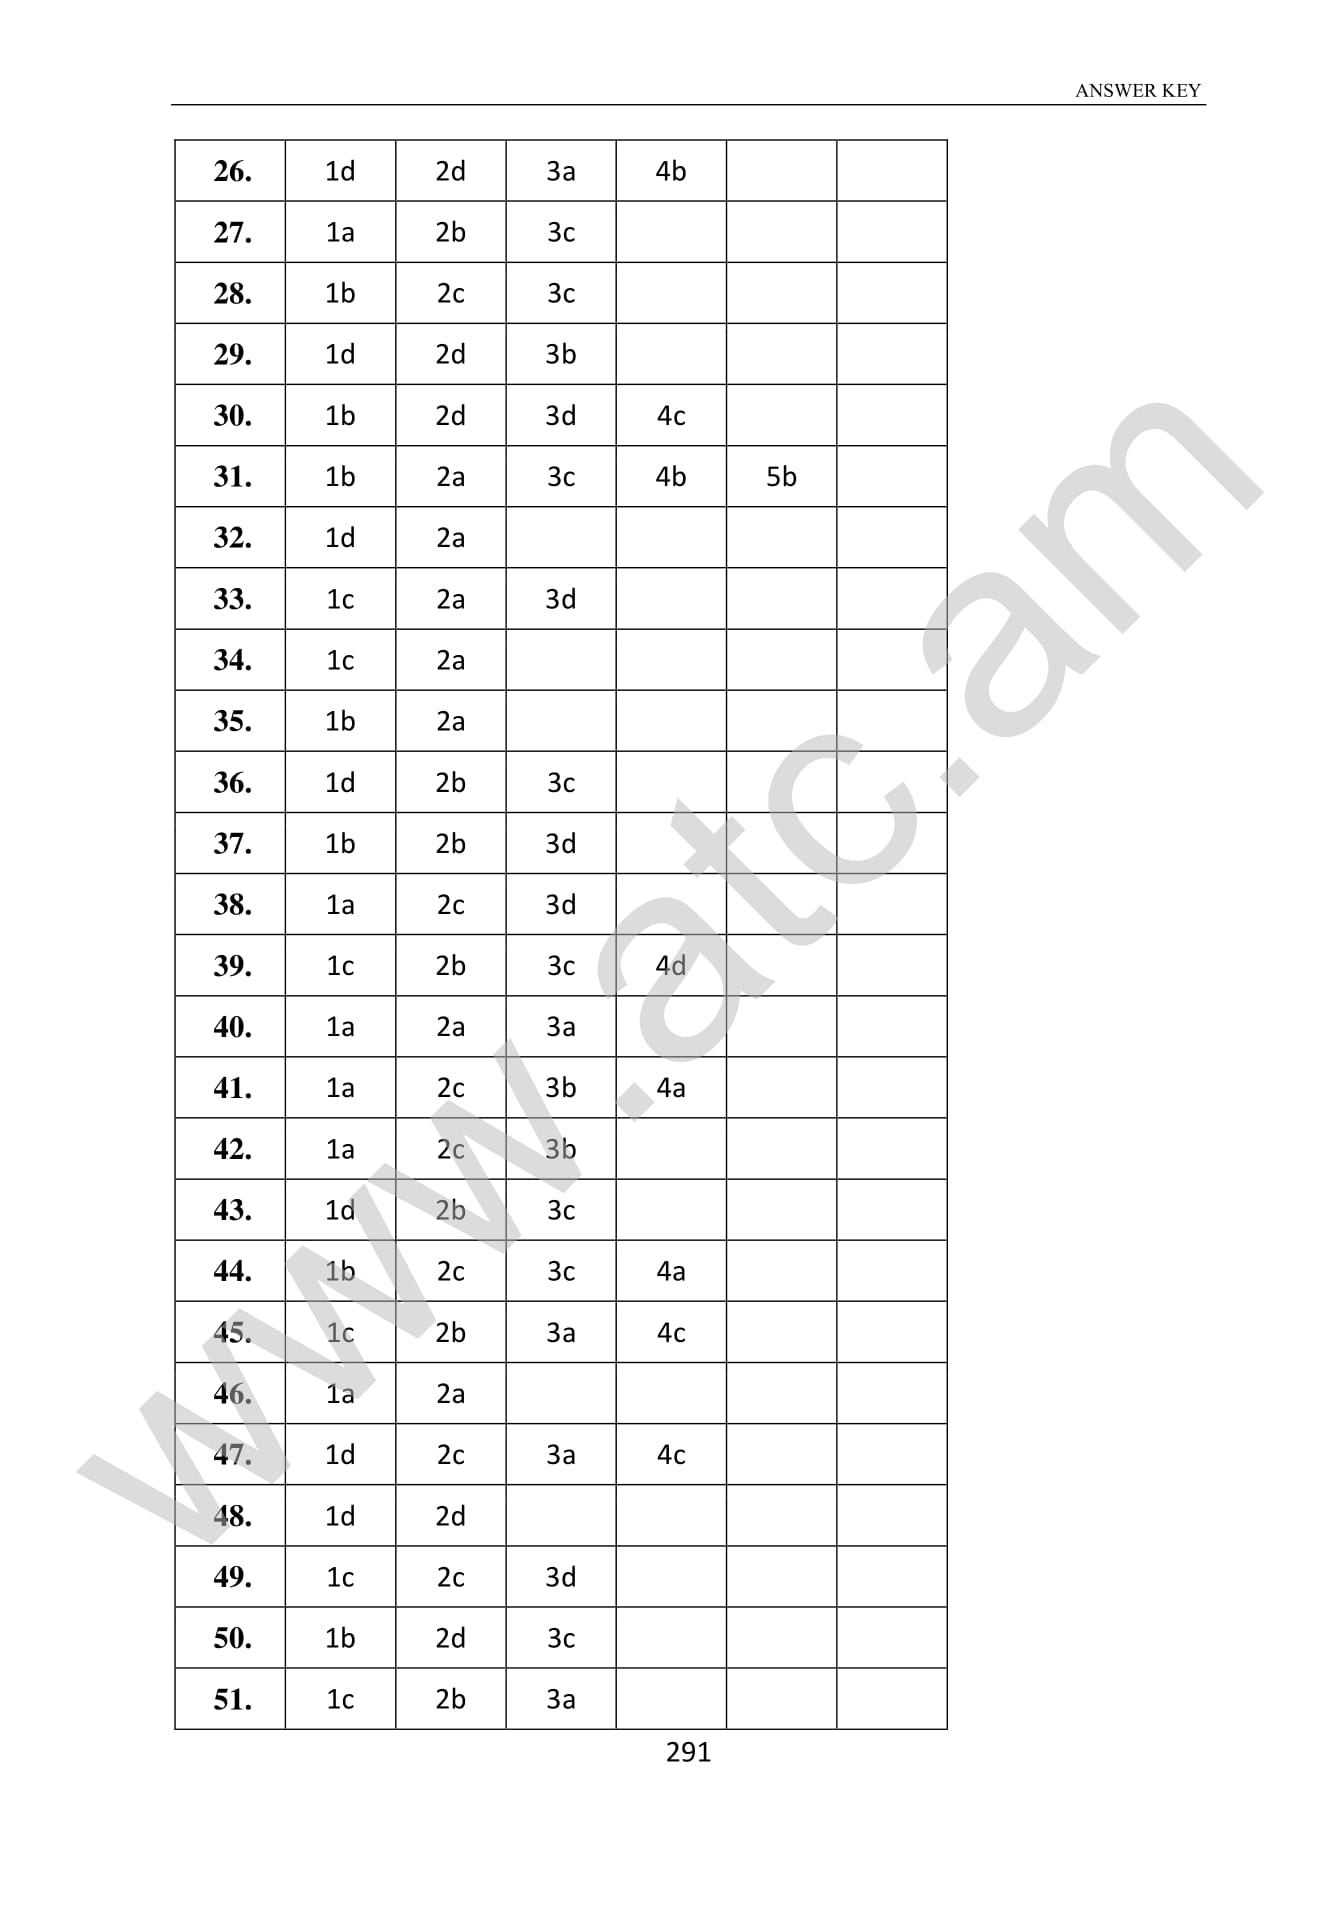 ANSWER KEY
26. 1d 2d 3a 4b
27. 1a 2b 3c
28. 1b 2c 3c
29. 1d 2d 3b
30. 1b 2d 3d 4c
31. 1b 2a 3c 4b 5b
32. 1d 2a
33. 1c 2a 3d
34. 1c 2a
35. 1b 2a
36. 1d 2b 3c
37. 1b 2b 3d
38. 1a 2c 3d
39. 1c 2b 3c 4d
40. 1a 2a 3a
41. 1a 2c 3b 4a
42. 1a 2c 3b
43. 1d 2b 3c
44. 1b 2c 3c 4a
45. 1c 2b 3a 4c
46. 1a 2a
47. 1d 2c 3a 4c
48. 1d 2d
49. 1c 2c 3d
50. 1b 2d 3c
51. 1c 2b 3a
291
www.atc.am